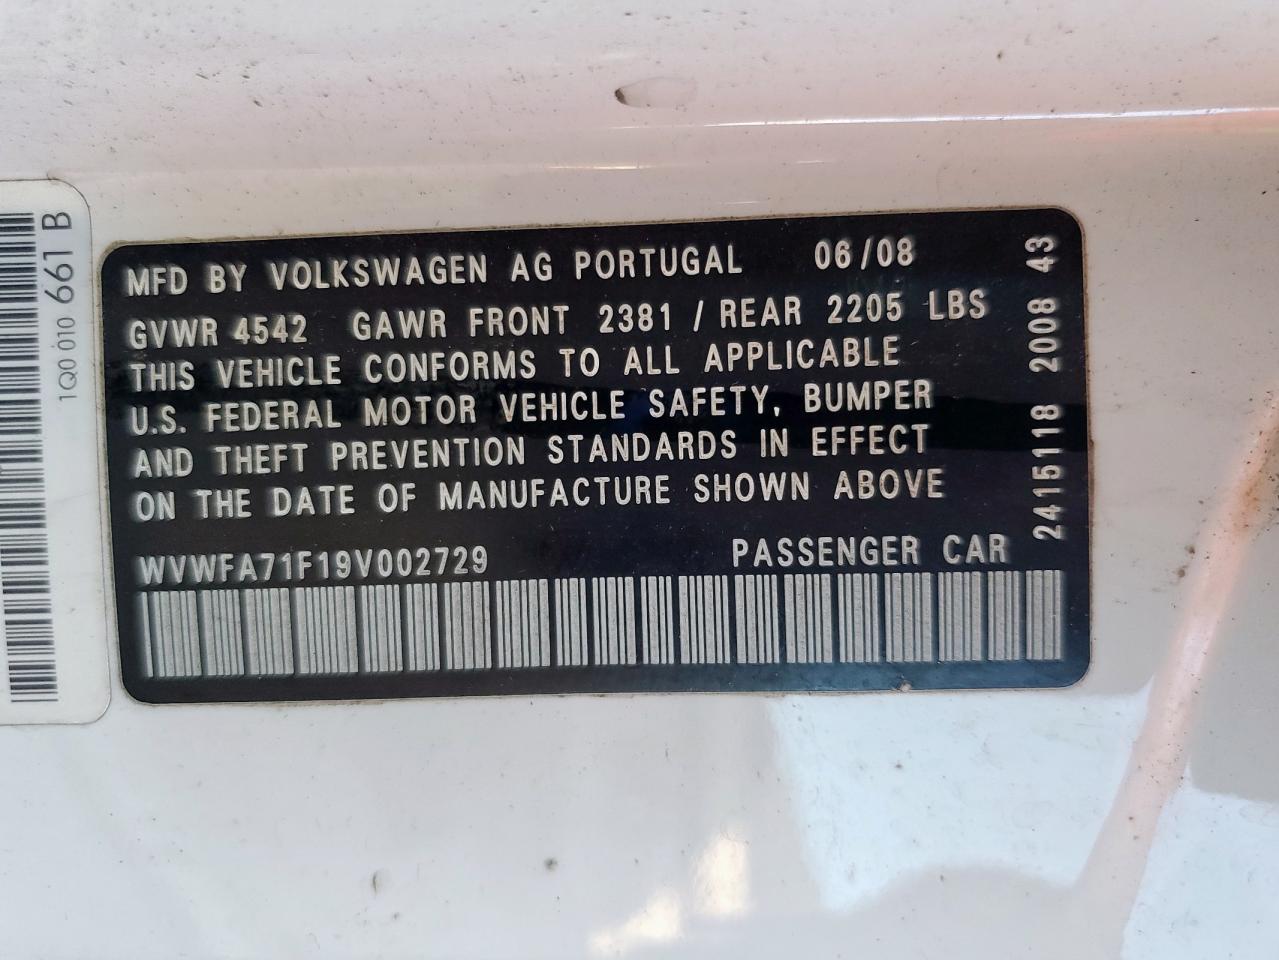 MFD BY VOLKSWAGEN AG PORTUGAL 06/08
GVWR 4542 GAWR FRONT 2381 / REAR 2205 LBS
THIS VEHICLE CONFORMS TO ALL APPLICABLE
U.S. FEDERAL MOTOR VEHICLE SAFETY, BUMPER
AND THEFT PREVENTION STANDARDS IN EFFECT
ON THE DATE OF MANUFACTURE SHOWN ABOVE
WVWFA71F19V002729 PASSENGER CAR
2415118 2008 43
1Q0 010 661 B